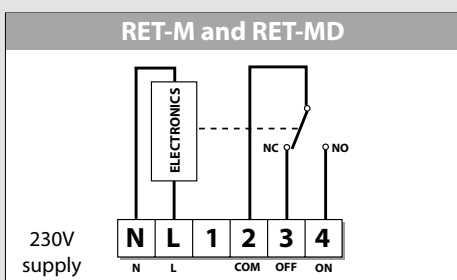 RET-M and RET-MD
ELECTRONICS
NC NO
230V
supply
N L 1 2 3 4
N L COM OFF ON